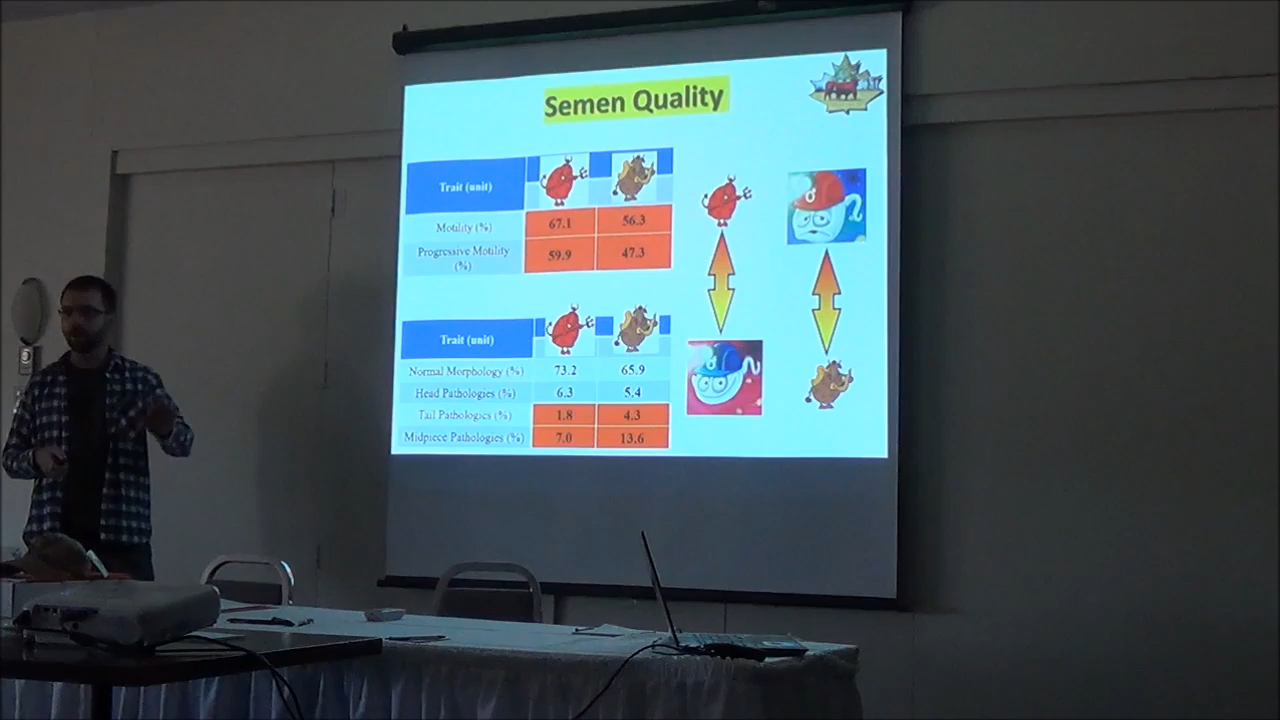 Semen Quality
Trait (unit)
Motility (%) 67.1 56.3
Progressive Motility 59.9 47.3
(%)
Trait (unit)
Normal Morphology (%) 73.2 65.9
Head Pathologies (%) 6.3 5.4
Tail Pathologies (%) 1.8 4.3
Midpiece Pathologies (%) 7.0 13.6